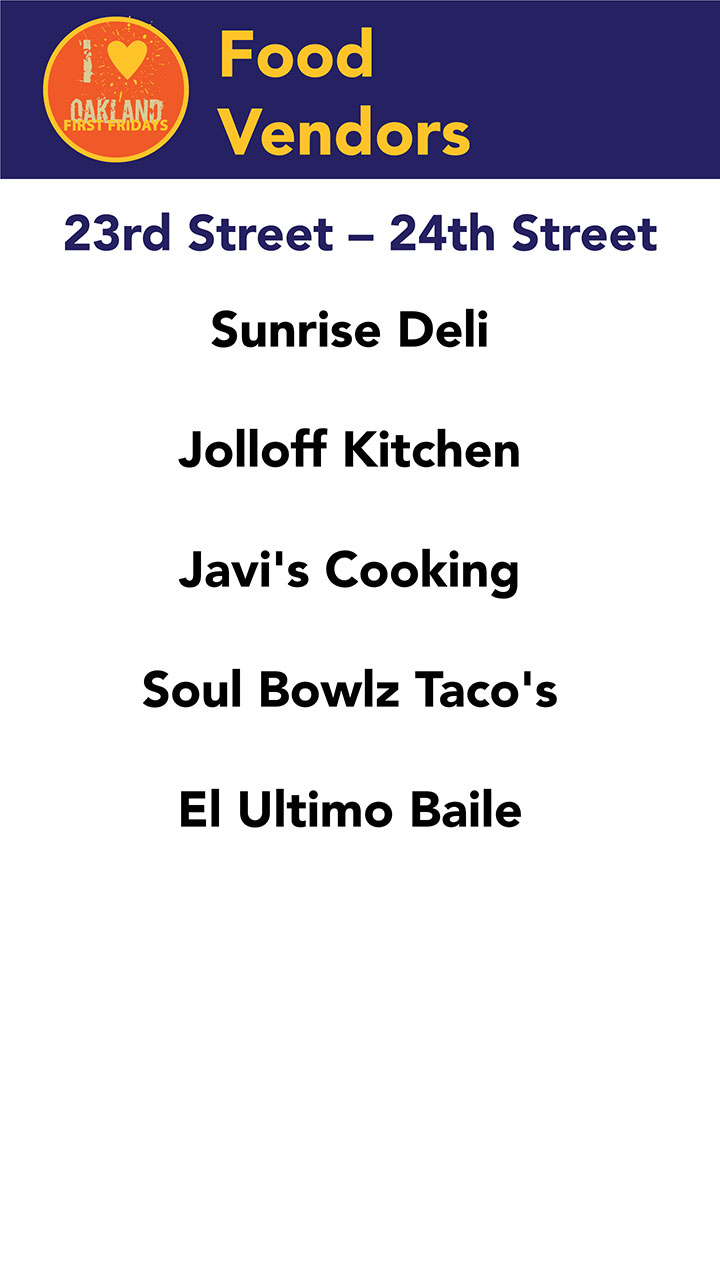 I
OAKLAND
FIRST FRIDAYS
Food
Vendors
23rd Street – 24th Street
Sunrise Deli
Jolloff Kitchen
Javi's Cooking
Soul Bowlz Taco's
El Ultimo Baile